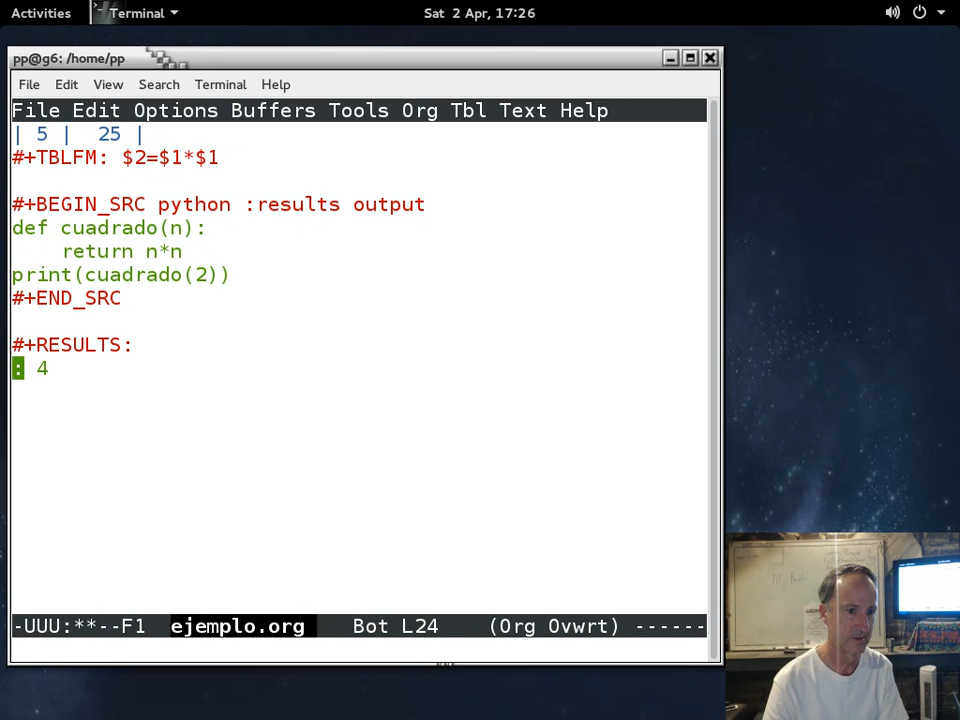 Activities Terminal Sat 2 Apr, 17:26
pp@g6: /home/pp
File Edit View Search Terminal Help
File Edit Options Buffers Tools Org Tbl Text Help
| 5 | 25 |
#+TBLFM: $2=$1*$1
#+BEGIN_SRC python :results output
def cuadrado(n):
    return n*n
print(cuadrado(2))
#+END_SRC
#+RESULTS:
: 4
-UUU:**--F1 ejemplo.org Bot L24 (Org Ovwrt) ------